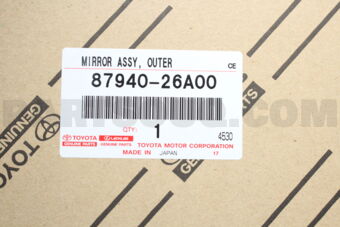 MIRROR ASSY, OUTER CE
87940-26A00
QTY: 1 4530
TOYOTA LEXUS
GENUINE PARTS GENUINE PARTS TOYOTA MOTOR CORPORATION
MADE IN JAPAN 17
GENUINE
TOYOTA